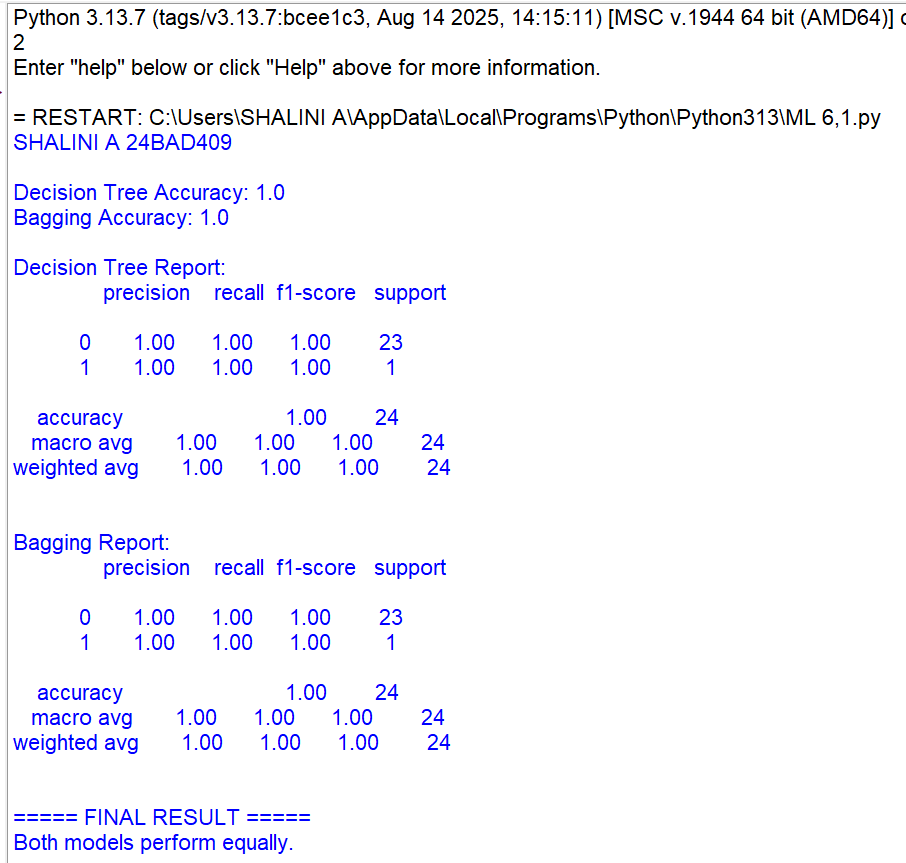 Python 3.13.7 (tags/v3.13.7:bcee1c3, Aug 14 2025, 14:15:11) [MSC v.1944 64 bit (AMD64)]
2
Enter "help" below or click "Help" above for more information.
= RESTART: C:\Users\SHALINI A\AppData\Local\Programs\Python\Python313\ML 6,1.py
SHALINI A 24BAD409
Decision Tree Accuracy: 1.0
Bagging Accuracy: 1.0
Decision Tree Report:
precision recall f1-score support
0 1.00 1.00 1.00 23
1 1.00 1.00 1.00 1
accuracy 1.00 24
macro avg 1.00 1.00 1.00 24
weighted avg 1.00 1.00 1.00 24
Bagging Report:
precision recall f1-score support
0 1.00 1.00 1.00 23
1 1.00 1.00 1.00 1
accuracy 1.00 24
macro avg 1.00 1.00 1.00 24
weighted avg 1.00 1.00 1.00 24
===== FINAL RESULT =====
Both models perform equally.